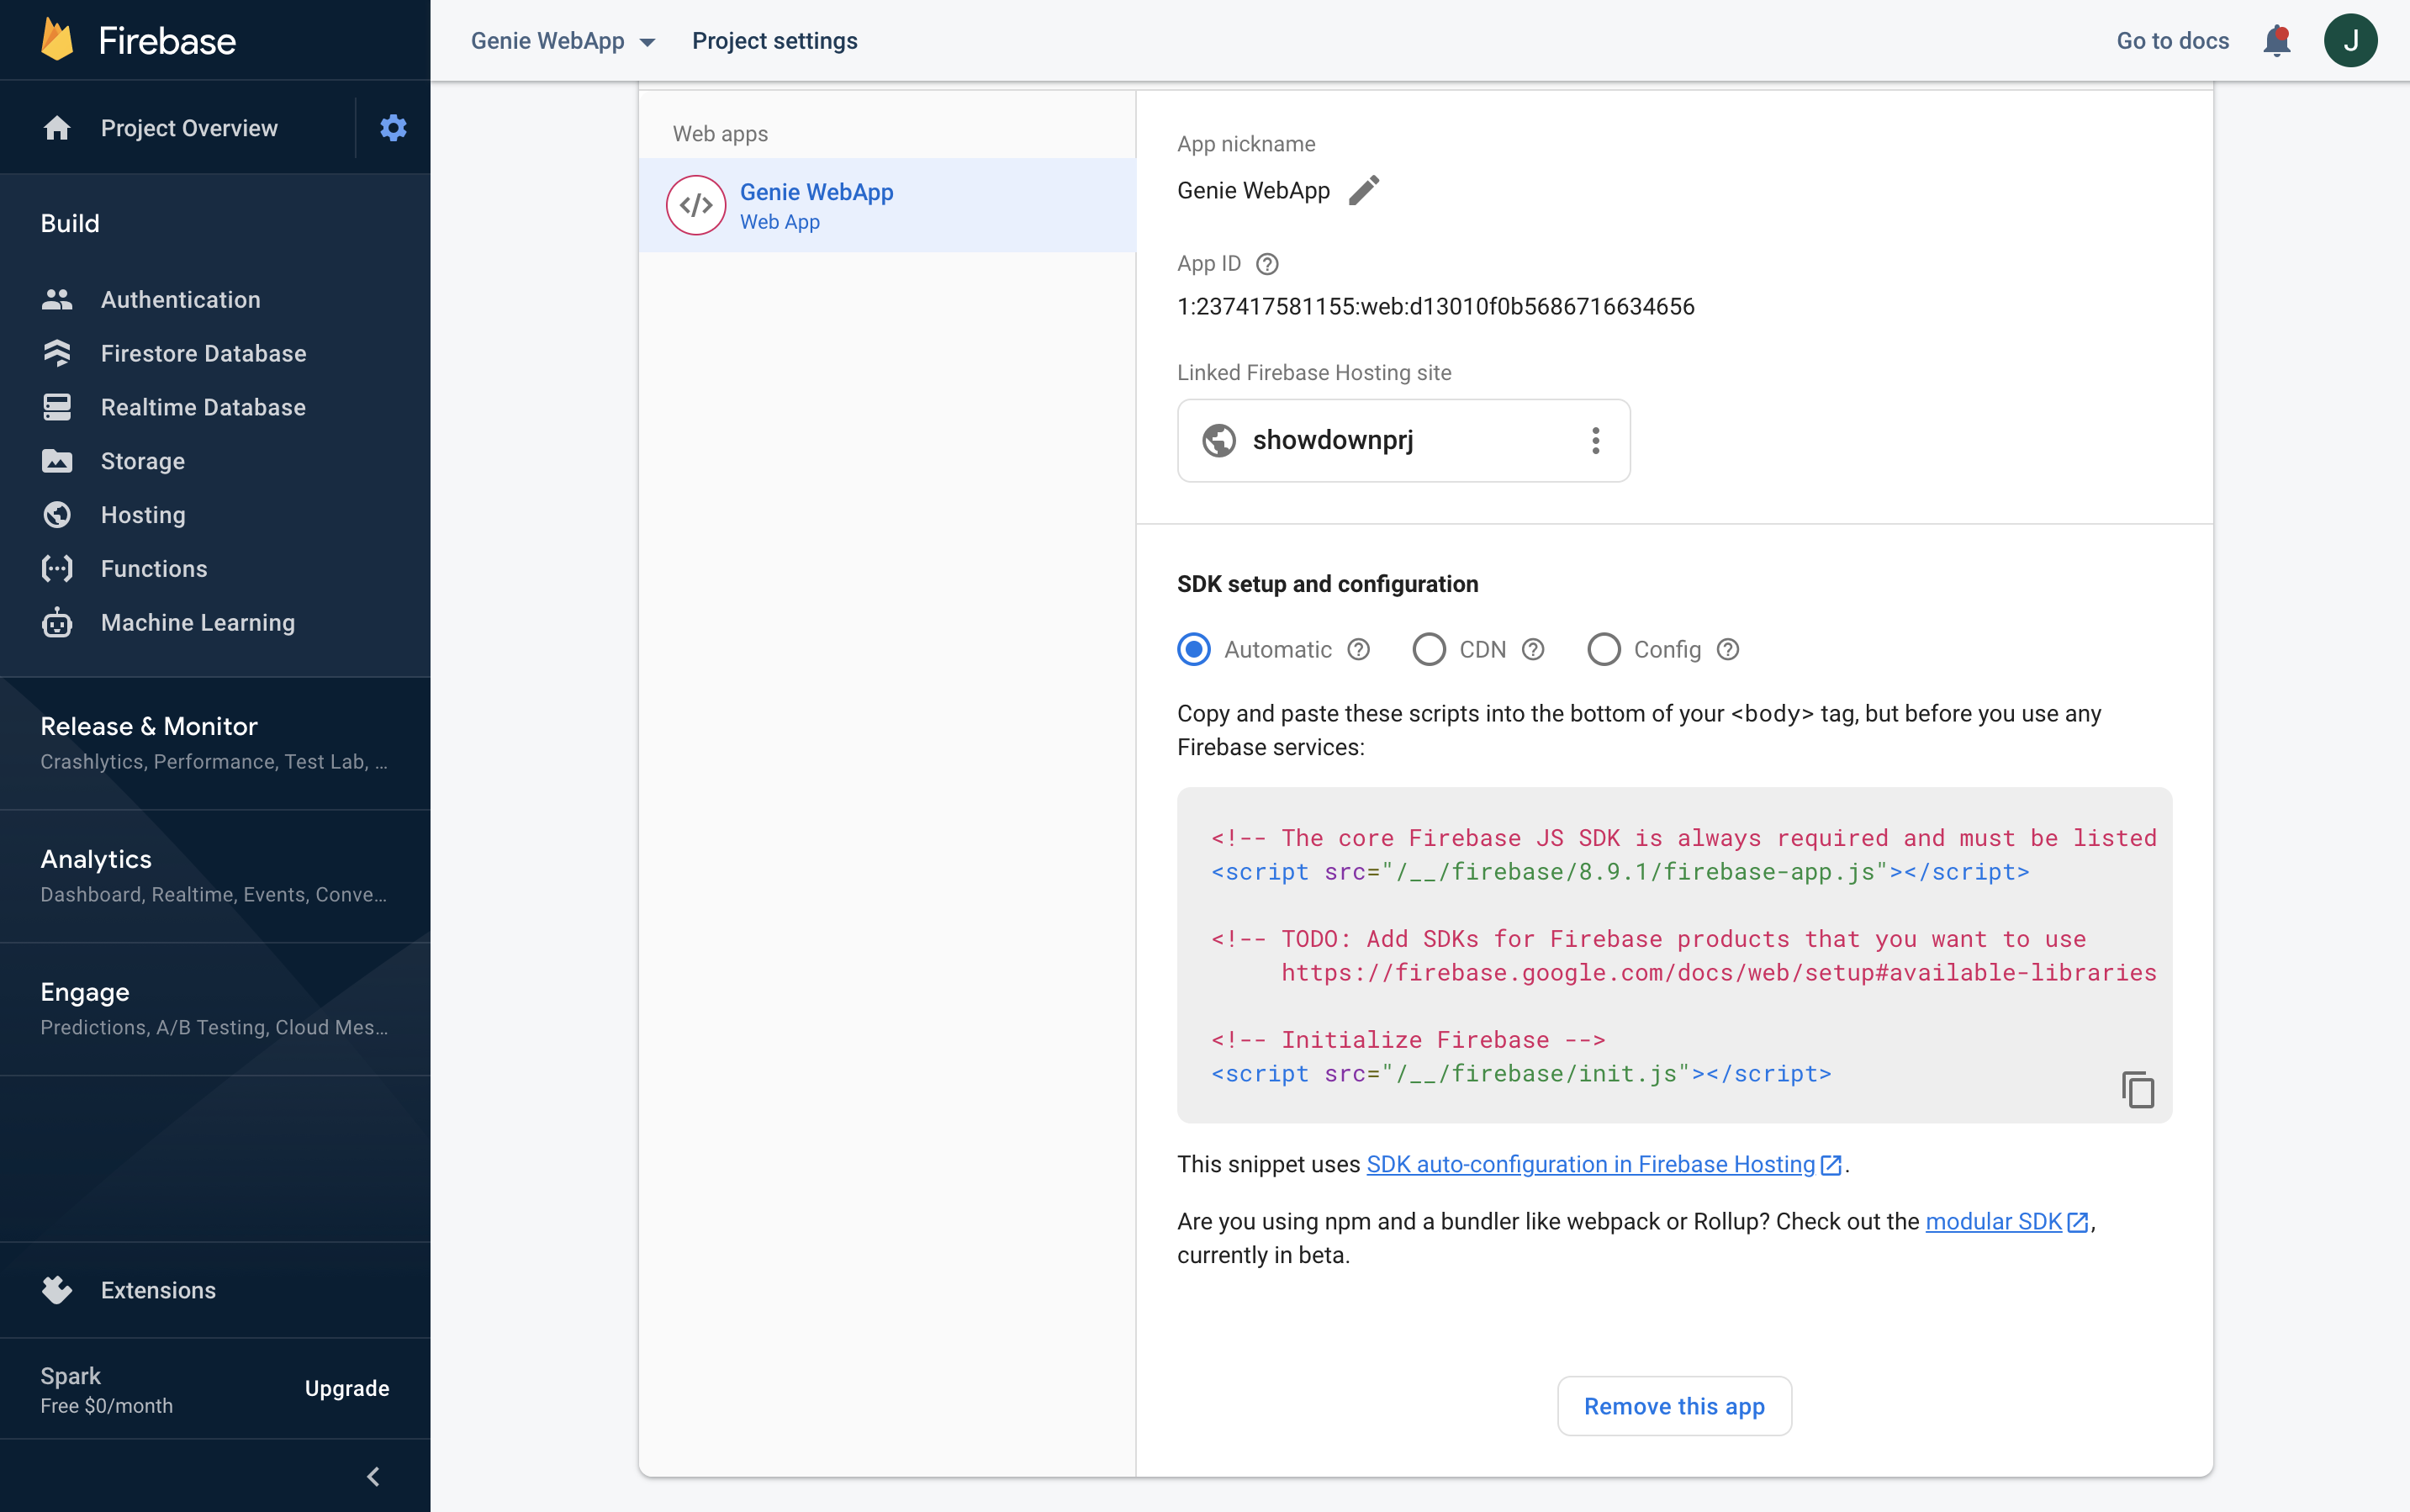 Firebase
Genie WebApp
Project settings
Go to docs
J
Project Overview
Build
Authentication
Firestore Database
Realtime Database
Storage
Hosting
Functions
Machine Learning
Release & Monitor
Crashlytics, Performance, Test Lab, ...
Analytics
Dashboard, Realtime, Events, Conve...
Engage
Predictions, A/B Testing, Cloud Mes...
Extensions
Spark
Free $0/month
Upgrade
Web apps
Genie WebApp
Web App
App nickname
Genie WebApp
App ID
1:237417581155:web:d13010f0b5686716634656
Linked Firebase Hosting site
showdownprj
SDK setup and configuration
Automatic
CDN
Config
Copy and paste these scripts into the bottom of your <body> tag, but before you use any
Firebase services:
<!-- The core Firebase JS SDK is always required and must be listed
<script src="/__/firebase/8.9.1/firebase-app.js"></script>
<!-- TODO: Add SDKs for Firebase products that you want to use
https://firebase.google.com/docs/web/setup#available-libraries
<!-- Initialize Firebase -->
<script src="/__/firebase/init.js"></script>
This snippet uses SDK auto-configuration in Firebase Hosting.
Are you using npm and a bundler like webpack or Rollup? Check out the modular SDK,
currently in beta.
Remove this app